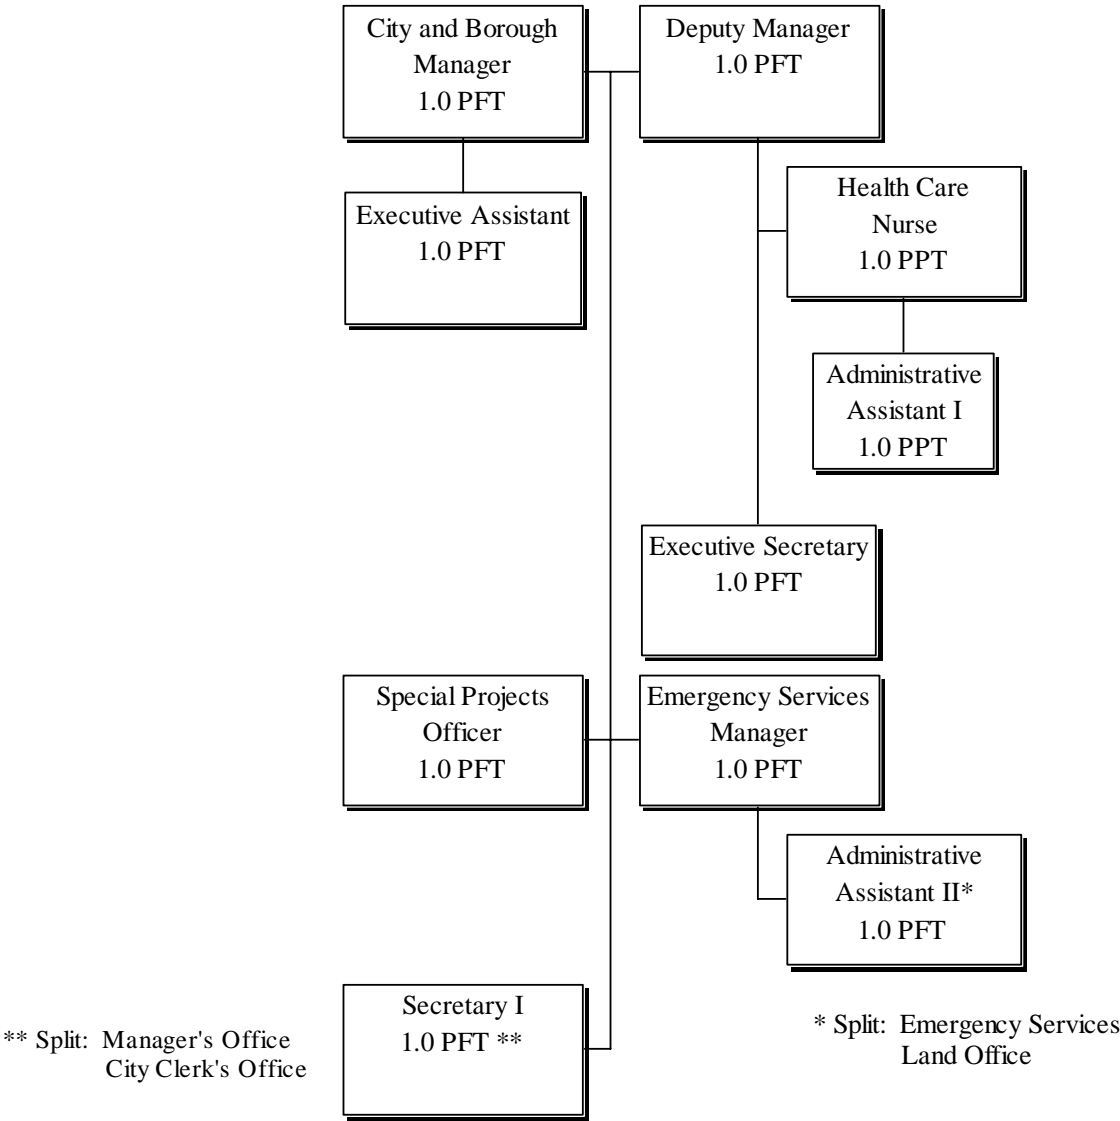 City and Borough
Manager
1.0 PFT
Deputy Manager
1.0 PFT
Executive Assistant
1.0 PFT
Health Care
Nurse
1.0 PPT
Administrative
Assistant I
1.0 PPT
Executive Secretary
1.0 PFT
Special Projects
Officer
1.0 PFT
Emergency Services
Manager
1.0 PFT
Administrative
Assistant II*
1.0 PFT
Secretary I
1.0 PFT **
** Split: Manager's Office
City Clerk's Office
* Split: Emergency Services
Land Office